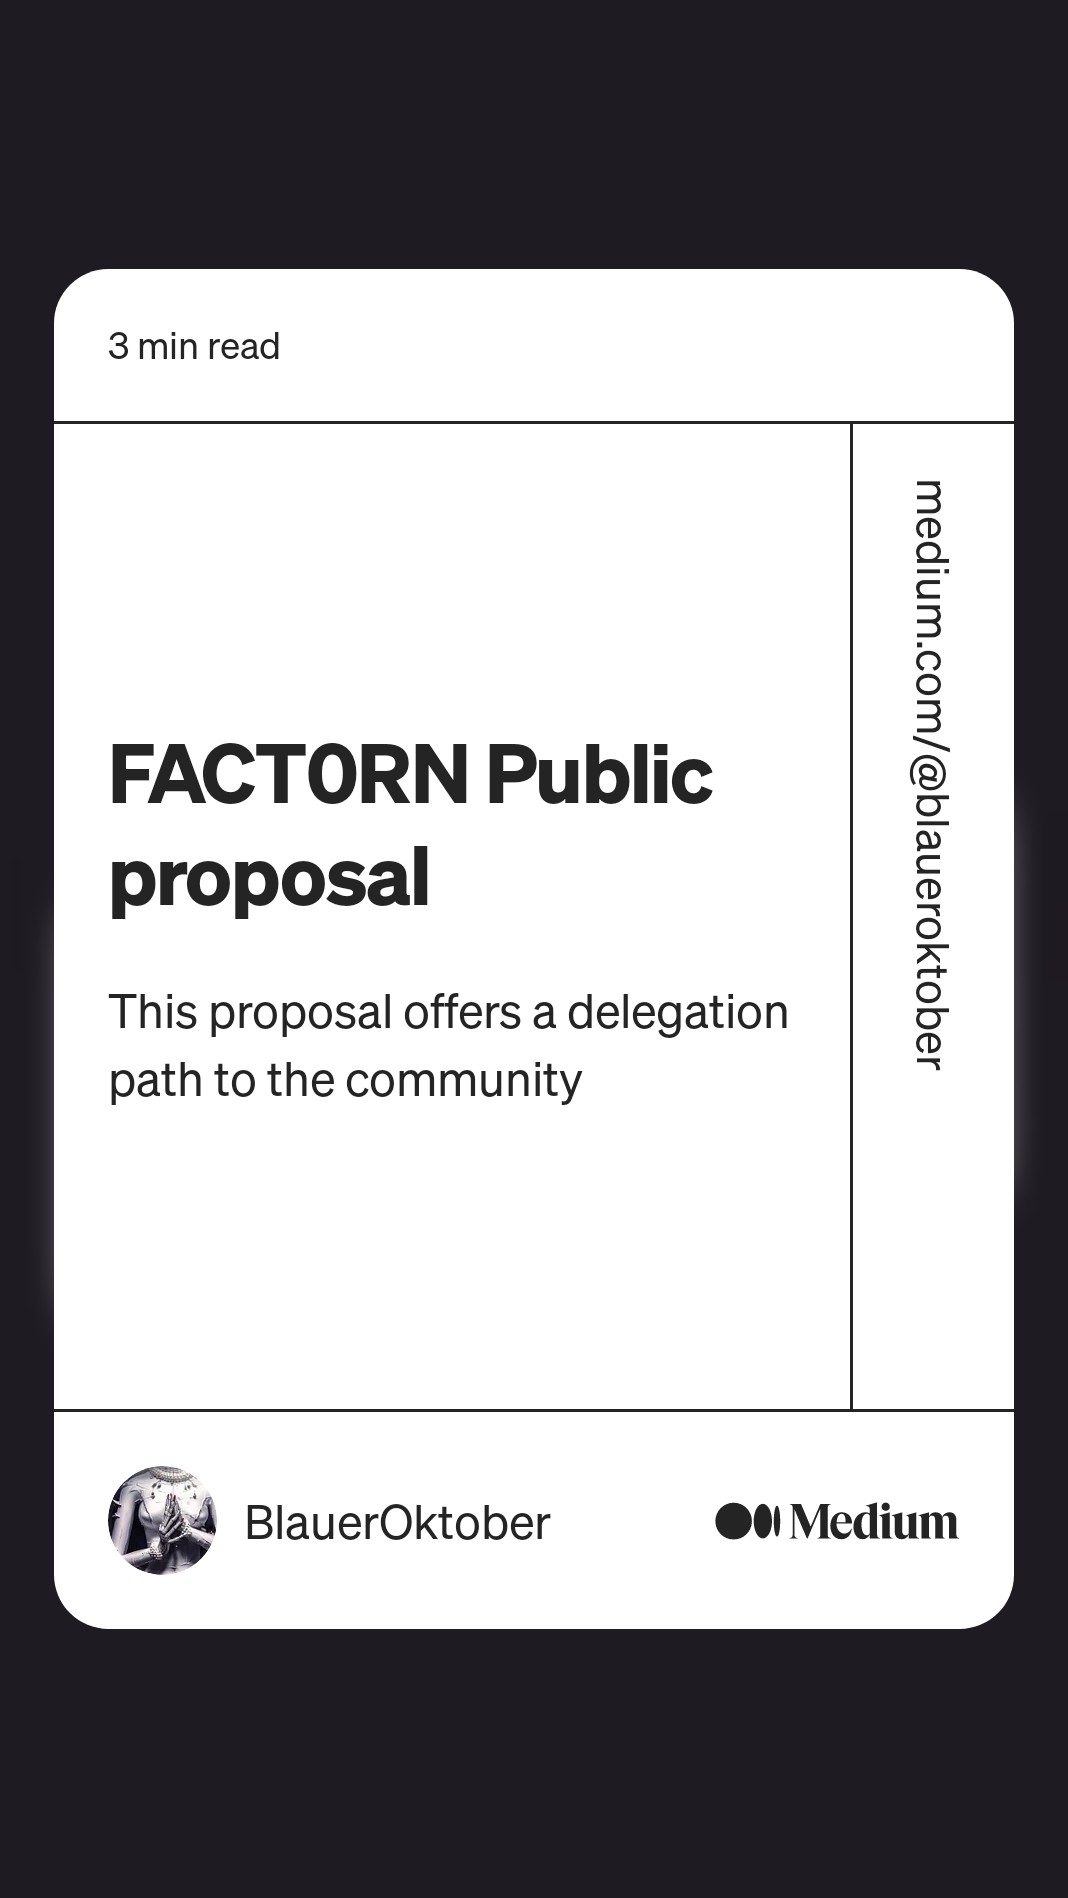 3 min read
FACT0RN Public
proposal
This proposal offers a delegation
path to the community
medium.com/@blaueroktober
BlauerOktober
Medium